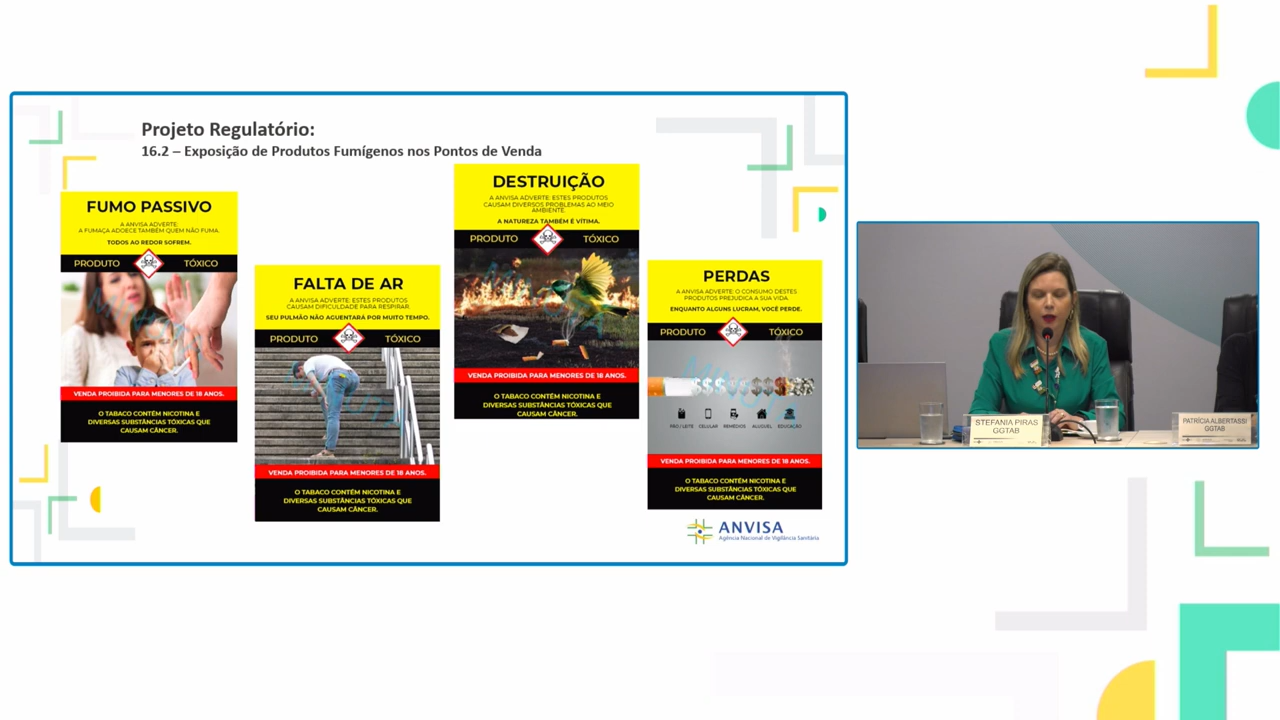 Projeto Regulatório:
16.2 – Exposição de Produtos Fumígenos nos Pontos de Venda
FUMO PASSIVO
A ANVISA ADVERTE:
A FUMAÇA ADOECE TAMBÉM QUEM NÃO FUMA.
TODOS AO REDOR SOFREM.
PRODUTO TÓXICO
MINUTA
VENDA PROIBIDA PARA MENORES DE 18 ANOS.
O TABACO CONTÉM NICOTINA E
DIVERSAS SUBSTÂNCIAS TÓXICAS QUE
CAUSAM CÂNCER.
FALTA DE AR
A ANVISA ADVERTE: ESTES PRODUTOS
CAUSAM DIFICULDADE PARA RESPIRAR.
SEU PULMÃO NÃO AGUENTARÁ POR MUITO TEMPO.
PRODUTO TÓXICO
MINUTA
VENDA PROIBIDA PARA MENORES DE 18 ANOS.
O TABACO CONTÉM NICOTINA E
DIVERSAS SUBSTÂNCIAS TÓXICAS QUE
CAUSAM CÂNCER.
DESTRUIÇÃO
A ANVISA ADVERTE: ESTES PRODUTOS
CAUSAM DIVERSOS PROBLEMAS AO MEIO
AMBIENTE.
A NATUREZA TAMBÉM É VÍTIMA.
PRODUTO TÓXICO
MINUTA
VENDA PROIBIDA PARA MENORES DE 18 ANOS.
O TABACO CONTÉM NICOTINA E
DIVERSAS SUBSTÂNCIAS TÓXICAS QUE
CAUSAM CÂNCER.
PERDAS
A ANVISA ADVERTE: O CONSUMO DESTES
PRODUTOS PREJUDICA A SUA VIDA.
ENQUANTO ALGUNS LUCRAM, VOCÊ PERDE.
PRODUTO TÓXICO
MINUTA
PÃO / LEITE CELULAR REMÉDIOS ALUGUEL EDUCAÇÃO
VENDA PROIBIDA PARA MENORES DE 18 ANOS.
O TABACO CONTÉM NICOTINA E
DIVERSAS SUBSTÂNCIAS TÓXICAS QUE
CAUSAM CÂNCER.
ANVISA
Agência Nacional de Vigilância Sanitária
STEFANIA PIRAS
GGTAB
PATRÍCIA ALBERTASSI
GGTAB